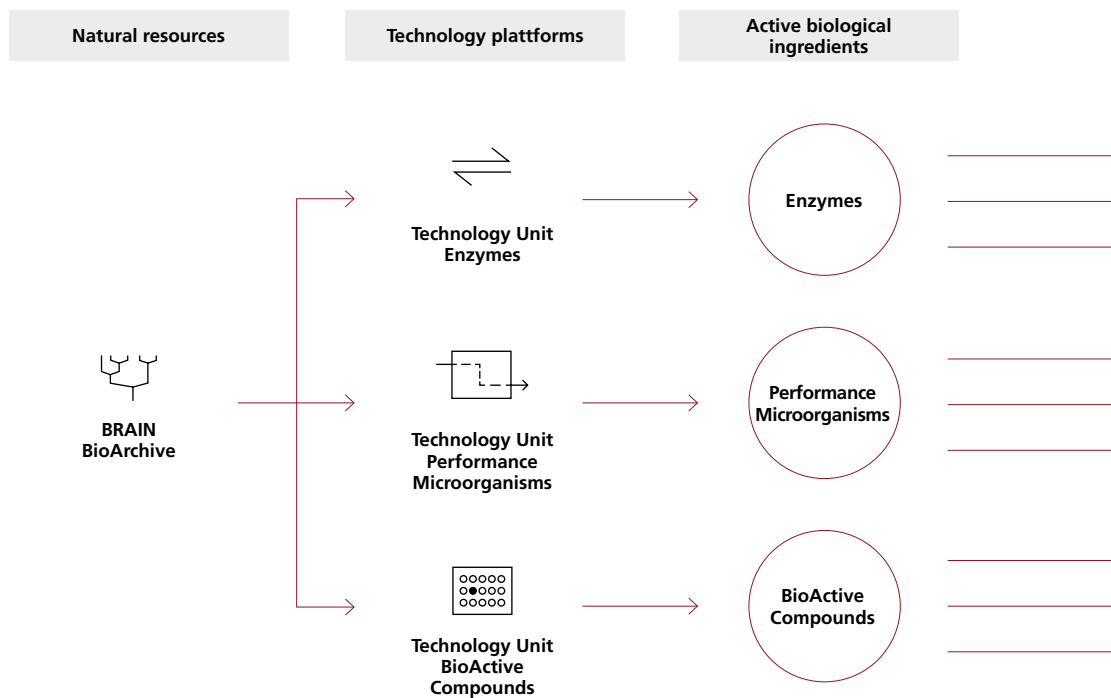 Natural resources
Technology plattforms
Active biological
ingredients
Technology Unit
Enzymes
Enzymes
BRAIN
BioArchive
Technology Unit
Performance
Microorganisms
Performance
Microorganisms
Technology Unit
BioActive
Compounds
BioActive
Compounds